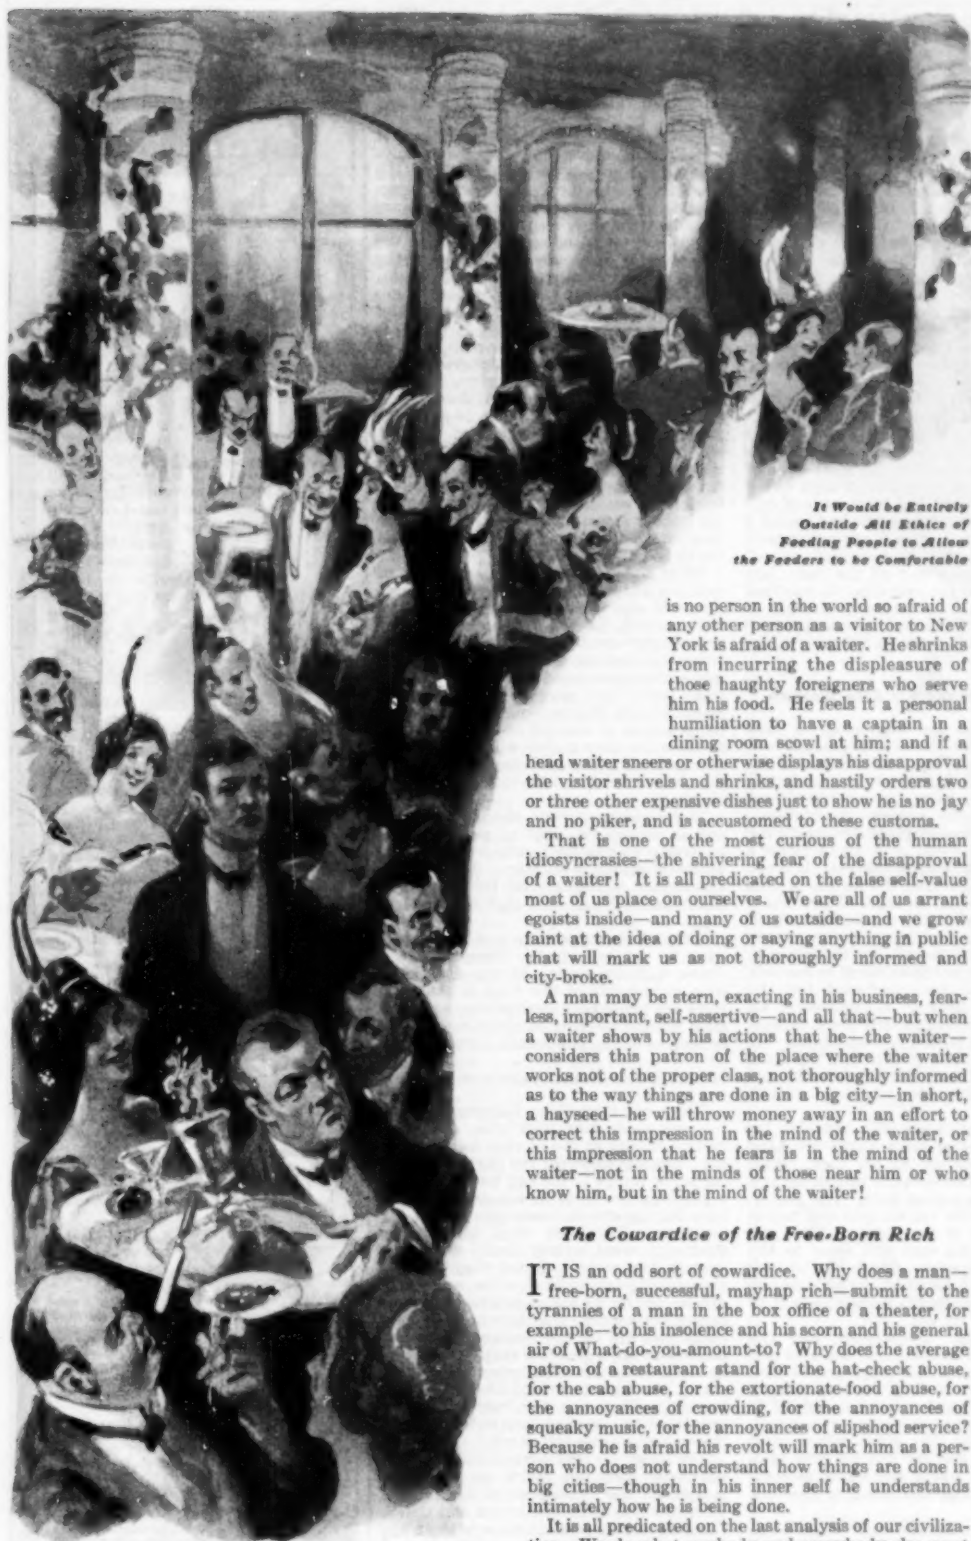 It Would be Entirely
Outside All Ethics of
Feeding People to Allow
the Feeders to be Comfortable
is no person in the world so afraid of
any other person as a visitor to New
York is afraid of a waiter. He shrinks
from incurring the displeasure of
those haughty foreigners who serve
him his food. He feels it a personal
humiliation to have a captain in a
dining room scowl at him; and if a
head waiter sneers or otherwise displays his disapproval
the visitor shrivels and shrinks, and hastily orders two
or three other expensive dishes just to show he is no jay
and no piker, and is accustomed to these customs.
That is one of the most curious of the human
idiosyncrasies—the shivering fear of the disapproval
of a waiter! It is all predicated on the false self-value
most of us place on ourselves. We are all of us arrant
egoists inside—and many of us outside—and we grow
faint at the idea of doing or saying anything in public
that will mark us as not thoroughly informed and
city-broke.
A man may be stern, exacting in his business, fear-
less, important, self-assertive—and all that—but when
a waiter shows by his actions that he—the waiter—
considers this patron of the place where the waiter
works not of the proper class, not thoroughly informed
as to the way things are done in a big city—in short,
a hayseed—he will throw money away in an effort to
correct this impression in the mind of the waiter, or
this impression that he fears is in the mind of the
waiter—not in the minds of those near him or who
know him, but in the mind of the waiter!
The Cowardice of the Free-Born Rich
IT IS an odd sort of cowardice. Why does a man—
free-born, successful, mayhap rich—submit to the
tyrannies of a man in the box office of a theater, for
example—to his insolence and his scorn and his general
air of What-do-you-amount-to? Why does the average
patron of a restaurant stand for the hat-check abuse,
for the cab abuse, for the extortionate-food abuse, for
the annoyances of crowding, for the annoyances of
squeaky music, for the annoyances of slipshod service?
Because he is afraid his revolt will mark him as a per-
son who does not understand how things are done in
big cities—though in his inner self he understands
intimately how he is being done.
It is all predicated on the last analysis of our civiliza-